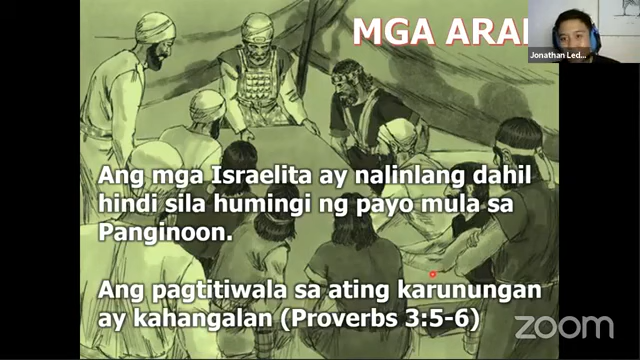 MGA ARAL
Jonathan Led...
Ang mga Israelita ay nalinlang dahil
hindi sila humingi ng payo mula sa
Panginoon.
Ang pagtitiwala sa ating karunungan
ay kahangalan (Proverbs 3:5-6)
zoom